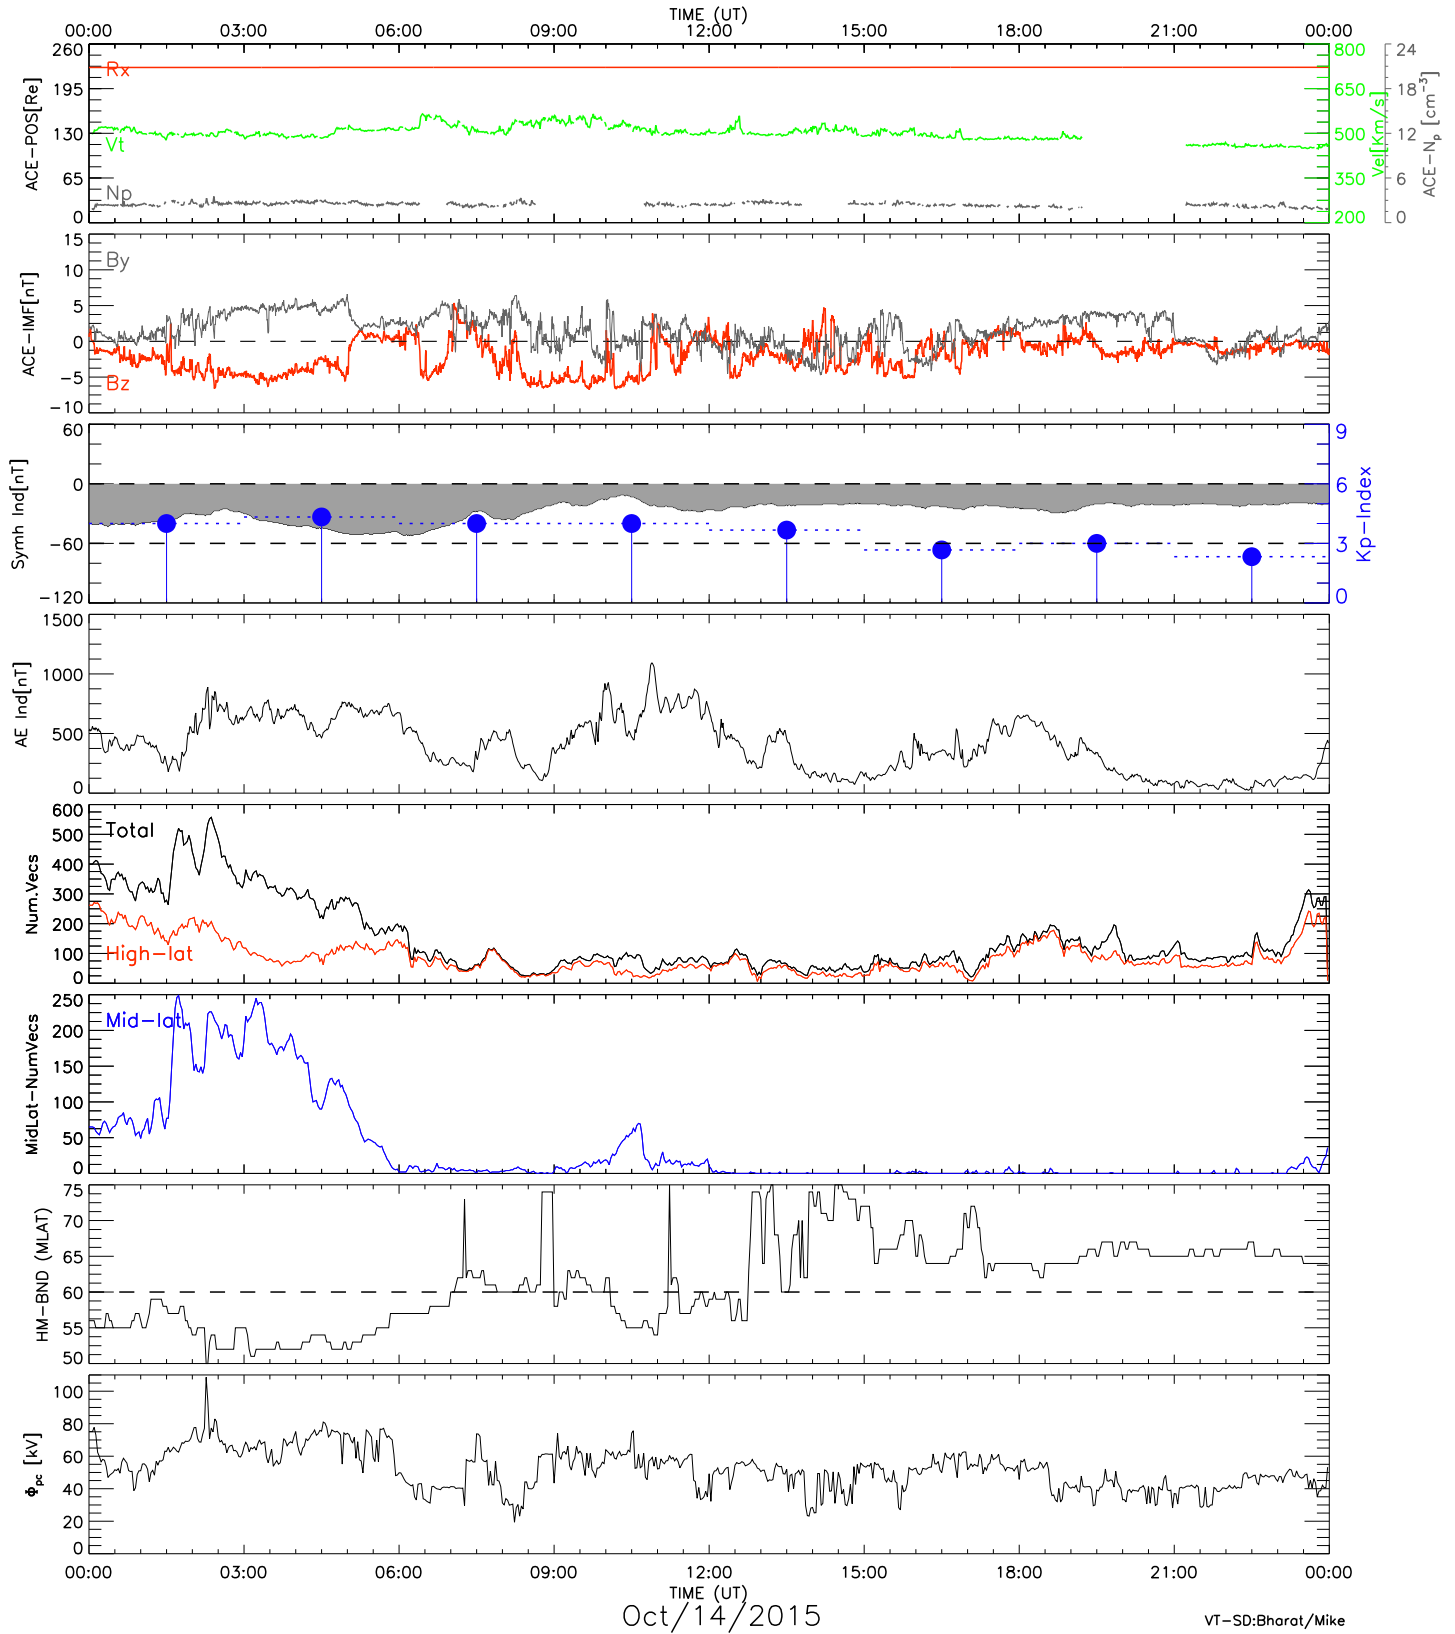 TIME (UT)
00:00 03:00 06:00 09:00 12:00 15:00 18:00 21:00 00:00
260 195 130 65 0
ACE-POS[Re]
Rx
Vt
Np
800 650 500 350 200
Vel[Km/s]
24 18 12 6 0
ACE-Np [cm-3]
15 10 5 0 -5 -10
ACE-IMF[nT]
By
Bz
60 0 -60 -120
Symh Ind[nT]
9 6 3 0
Kp-Index
1500 1000 500 0
AE Ind[nT]
600 500 400 300 200 100 0
Num.Vecs
Total
High-lat
250 200 150 100 50 0
MidLat-NumVecs
Mid-lat
75 70 65 60 55 50
HM-BND (MLAT)
100 80 60 40 20 0
Φpc [kV]
00:00 03:00 06:00 09:00 12:00 15:00 18:00 21:00 00:00
TIME (UT)
Oct/14/2015
VT-SD:Bharat/Mike